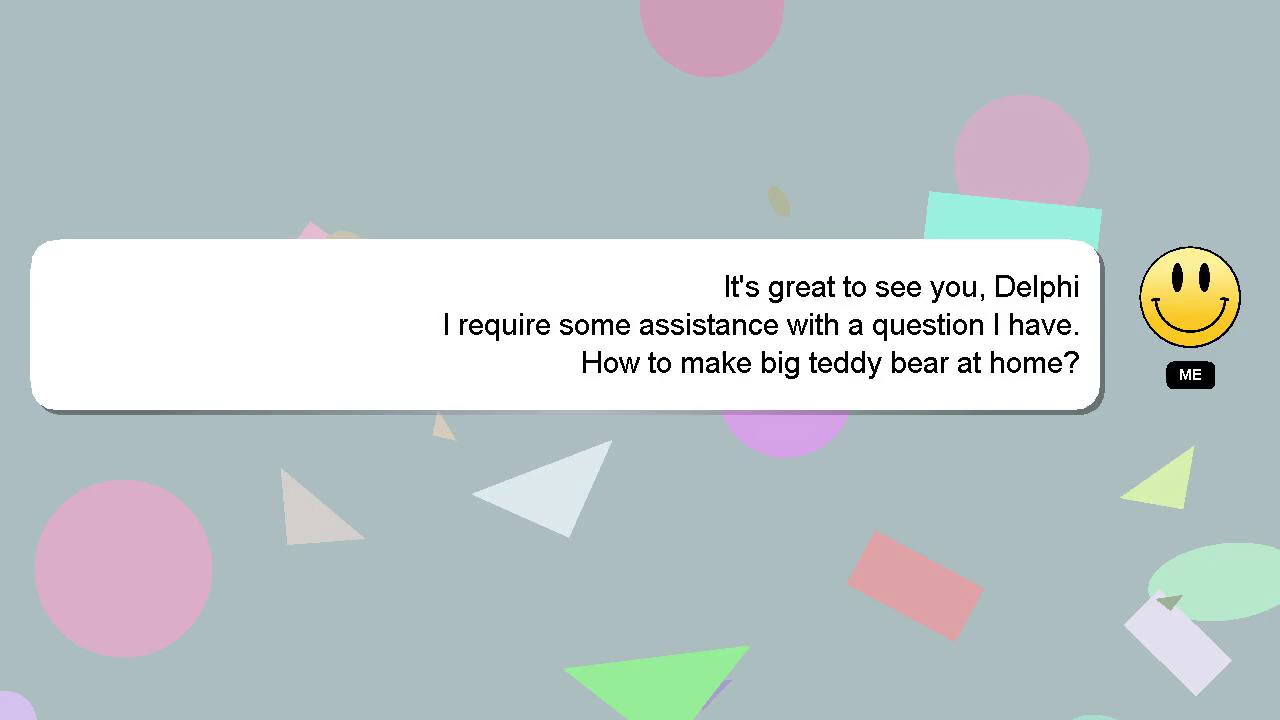 It's great to see you, Delphi
I require some assistance with a question I have.
How to make big teddy bear at home?
ME